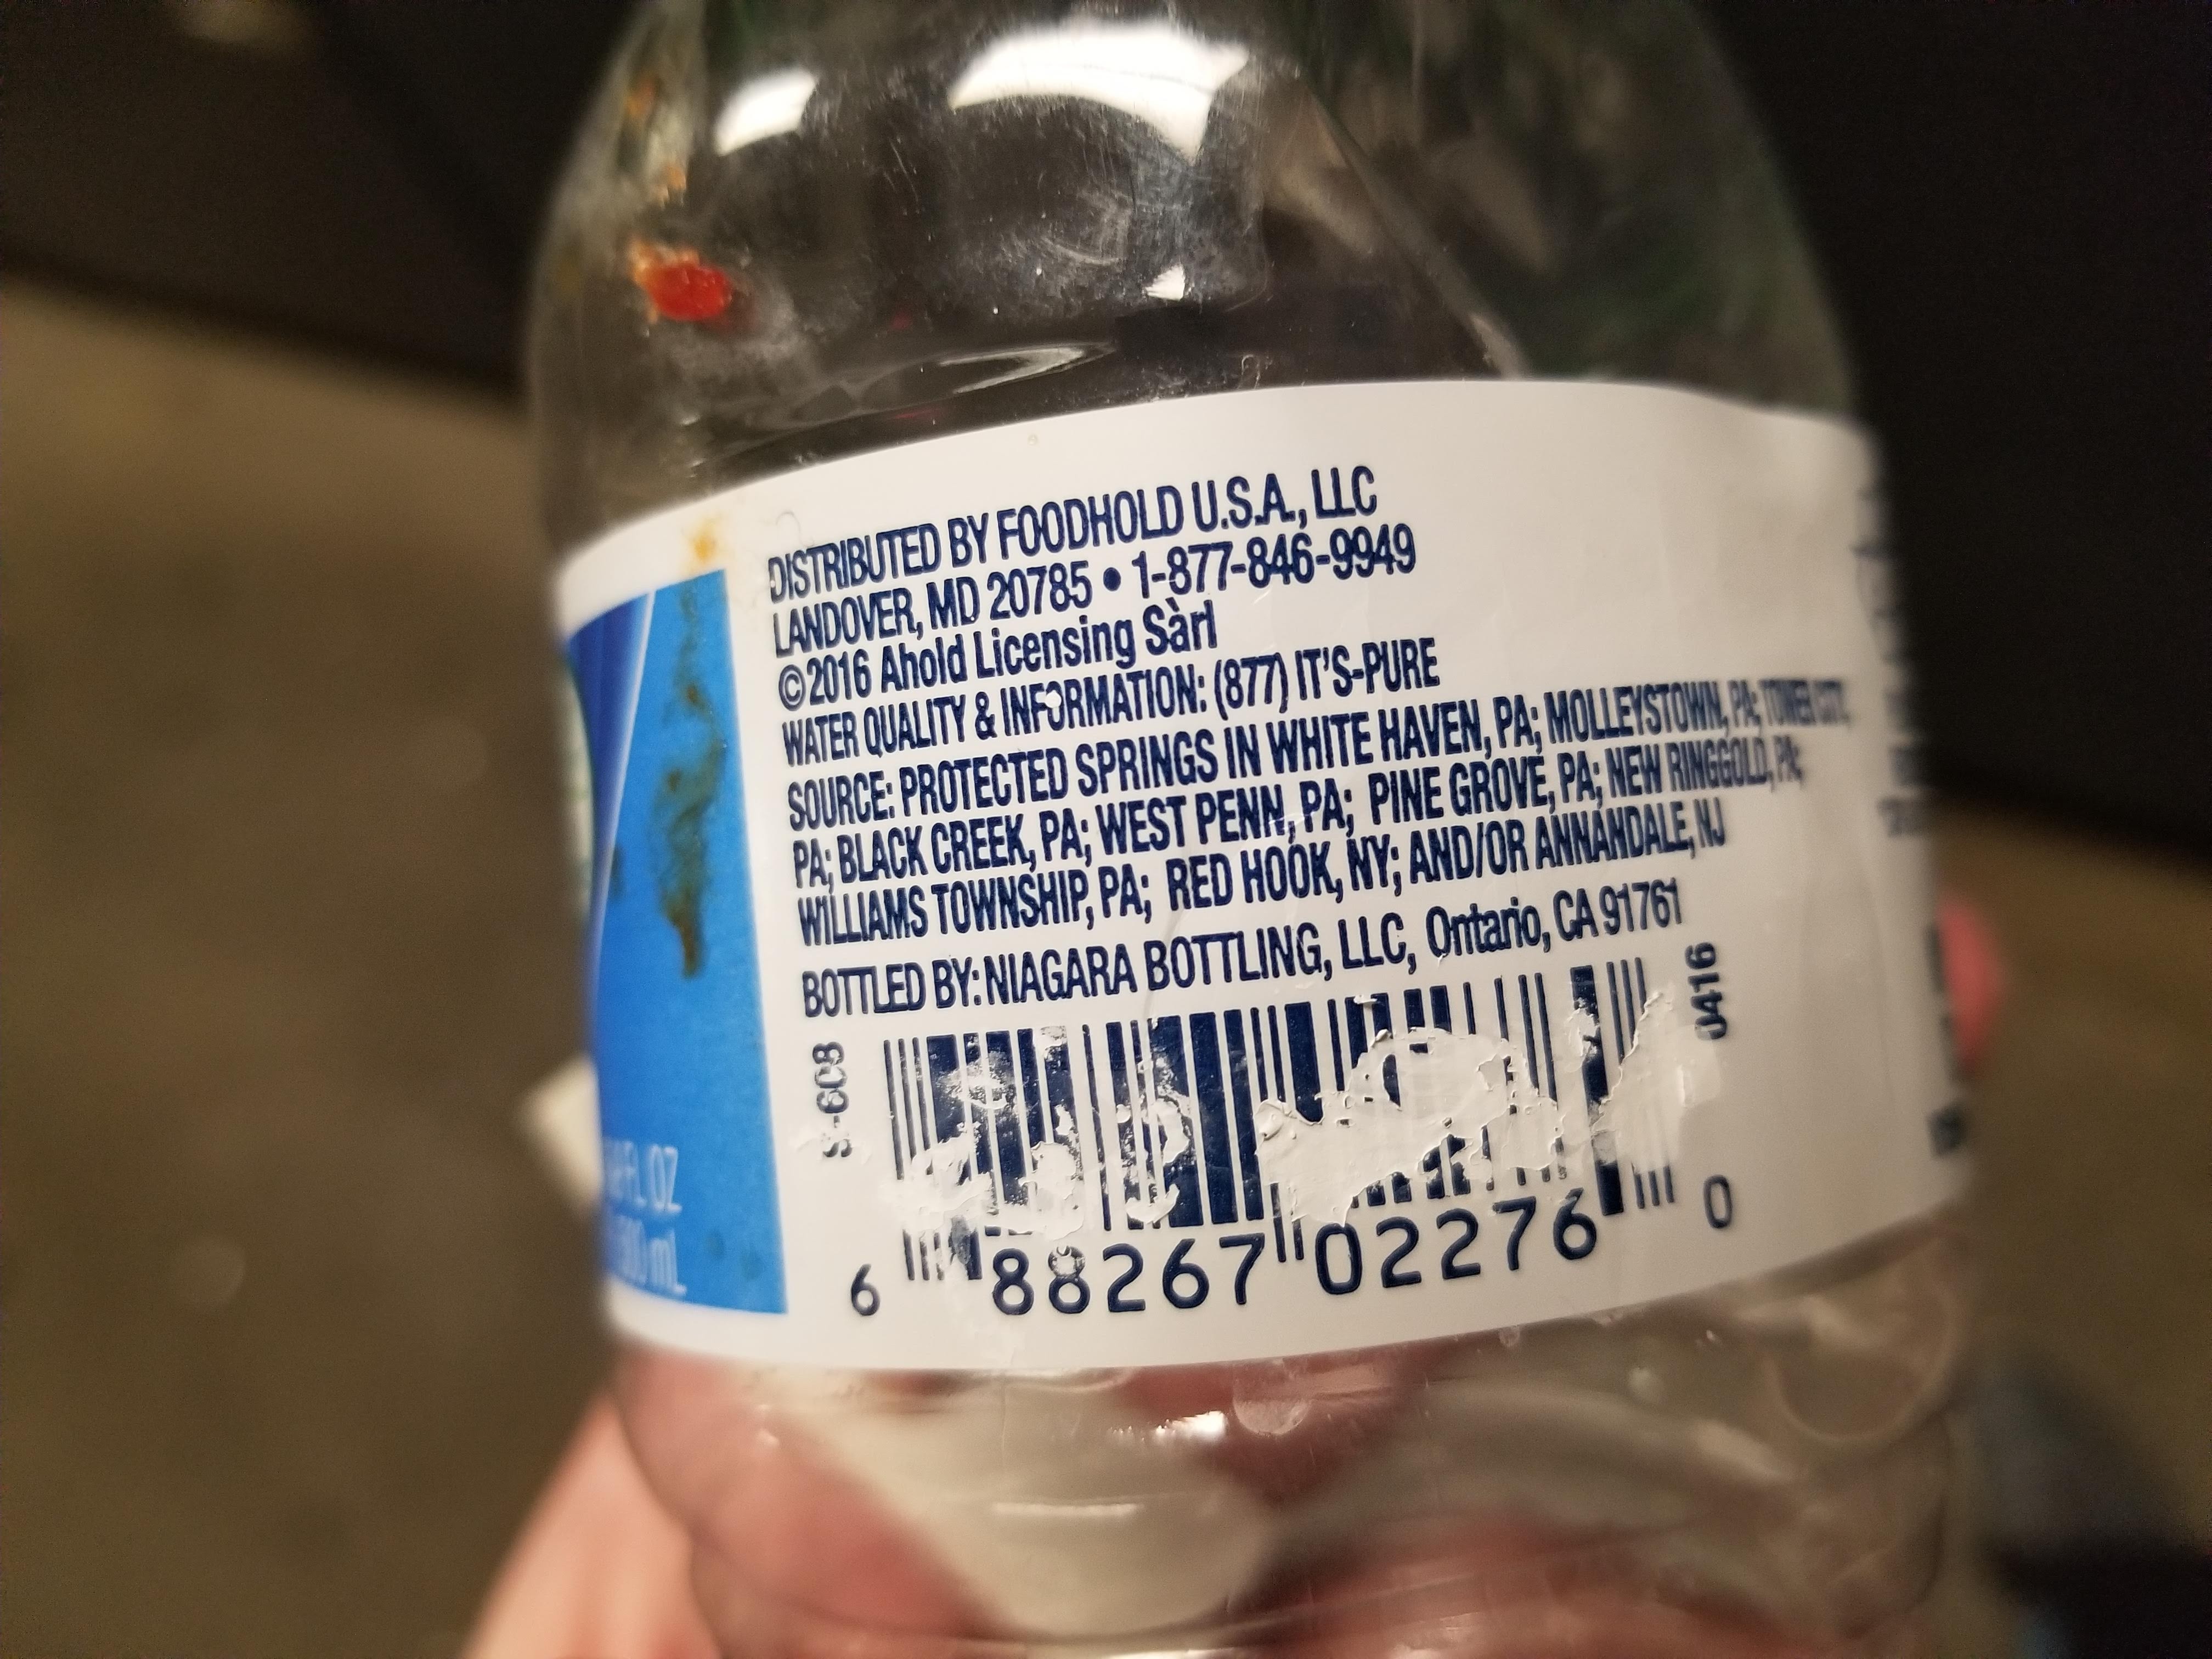 DISTRIBUTED BY FOODHOLD U.S.A., LLC
LANDOVER, MD 20785 • 1-877-846-9949
©2016 Ahold Licensing Sàrl
WATER QUALITY & INFORMATION: (877) IT'S-PURE
SOURCE: PROTECTED SPRINGS IN WHITE HAVEN, PA; MOLLEYSTOWN, PA; TOWER CITY,
PA; BLACK CREEK, PA; WEST PENN, PA; PINE GROVE, PA; NEW RINGGOLD, PA;
WILLIAMS TOWNSHIP, PA; RED HOOK, NY; AND/OR ANNANDALE, NJ
BOTTLED BY: NIAGARA BOTTLING, LLC, Ontario, CA 91761
0416
FL OZ
mL
6 88267 02276 0